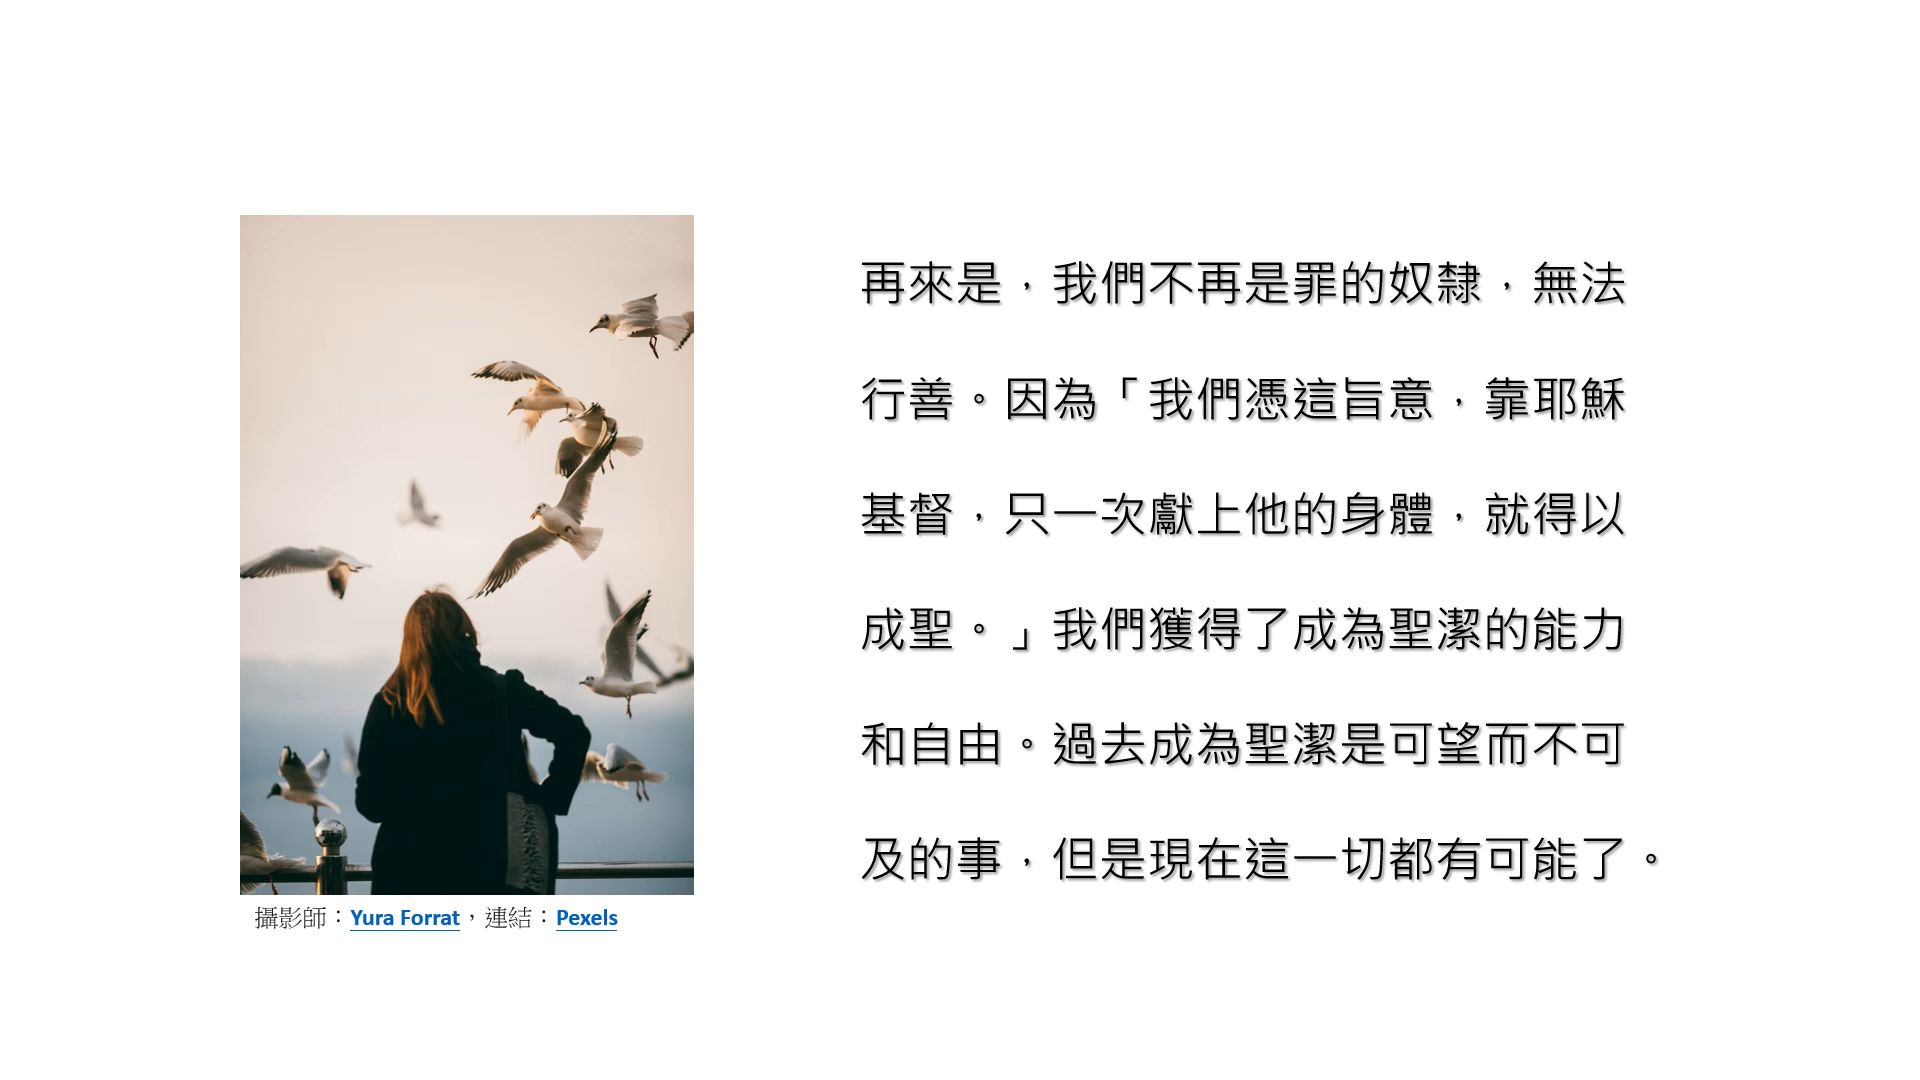 再來是，我們不再是罪的奴隸，無法
行善。因為「我們憑這旨意，靠耶穌
基督，只一次獻上他的身體，就得以
成聖。」我們獲得了成為聖潔的能力
和自由。過去成為聖潔是可望而不可
及的事，但是現在這一切都有可能了。
攝影師：Yura Forrat，連結：Pexels